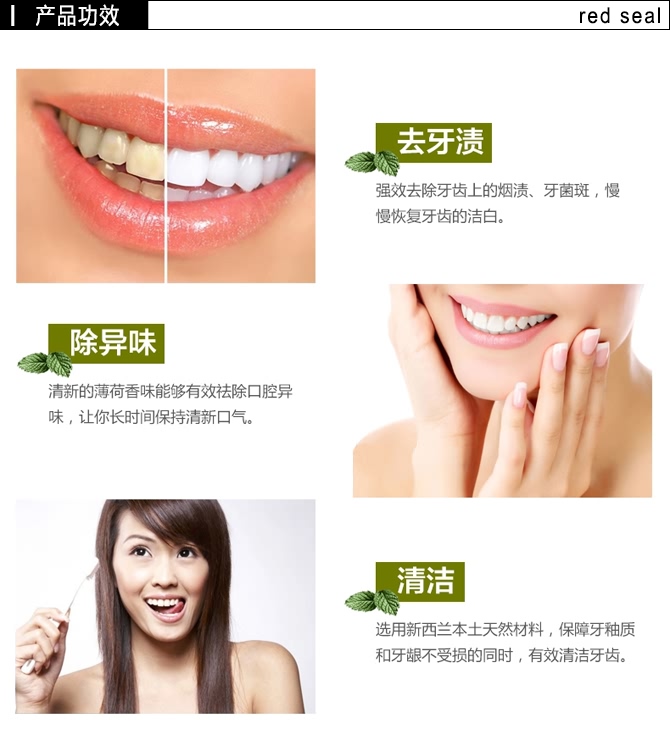 产品功效
red seal
去牙渍
强效去除牙齿上的烟渍、牙菌斑，慢
慢恢复牙齿的洁白。
除异味
清新的薄荷香味能够有效祛除口腔异
味，让你长时间保持清新口气。
清洁
选用新西兰本土天然材料，保障牙釉质
和牙龈不受损的同时，有效清洁牙齿。